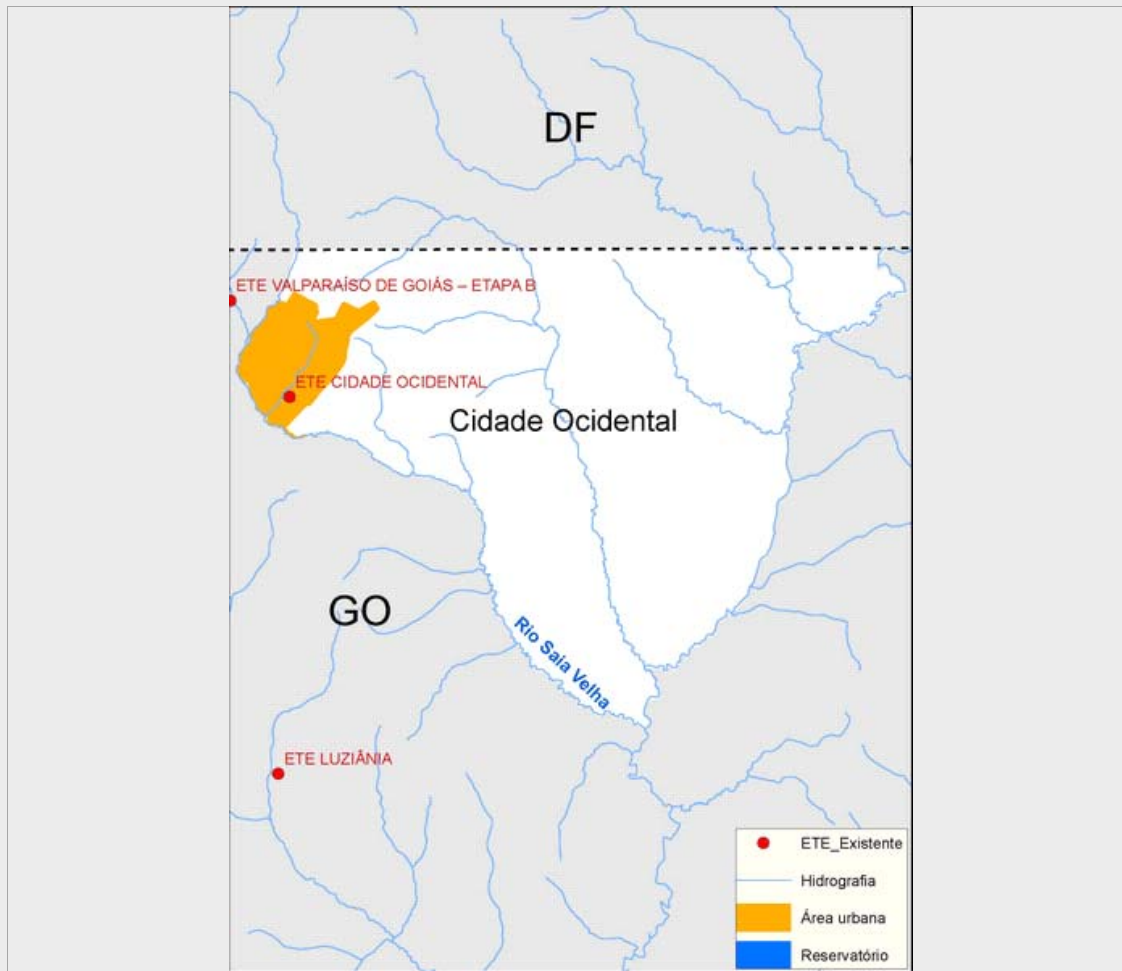 DF
ETE VALPARAÍSO DE GOIÁS – ETAPA B
ETE CIDADE OCIDENTAL
Cidade Ocidental
GO
Rio Saia Velha
ETE LUZIÂNIA
ETE_Existente
Hidrografia
Área urbana
Reservatório